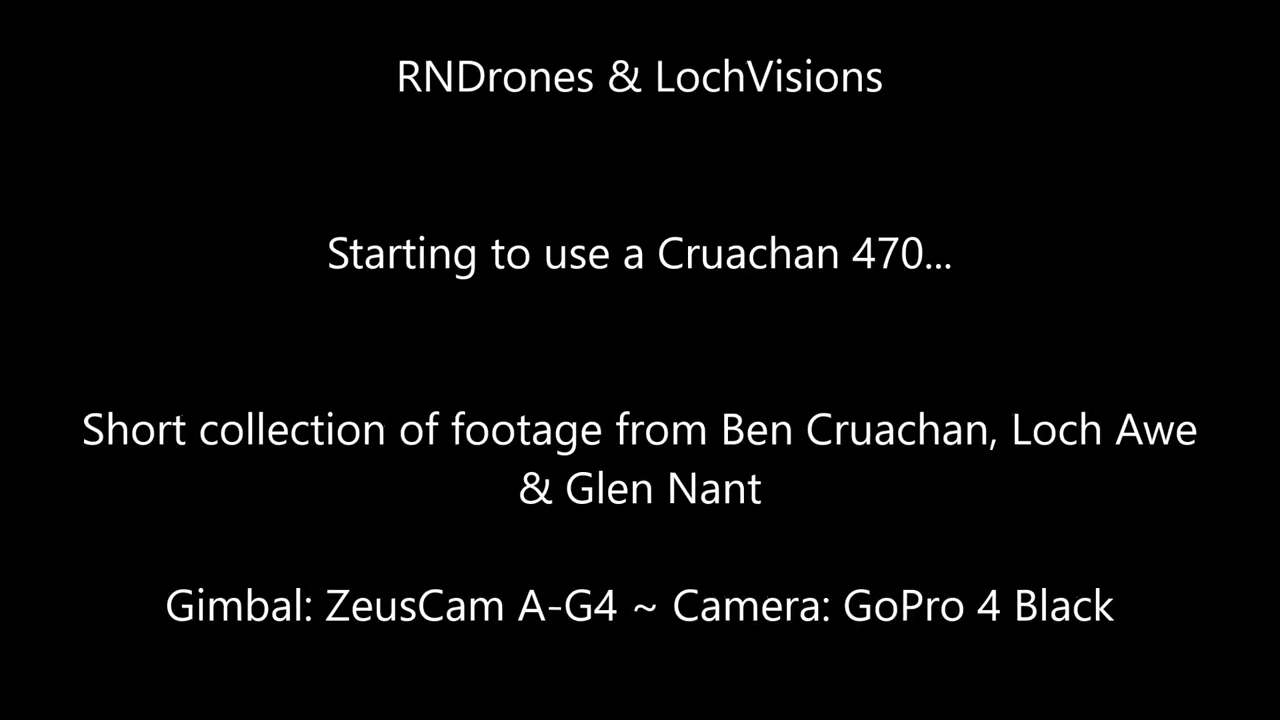 RNDrones & LochVisions
Starting to use a Cruachan 470...
Short collection of footage from Ben Cruachan, Loch Awe
& Glen Nant
Gimbal: ZeusCam A-G4 ~ Camera: GoPro 4 Black